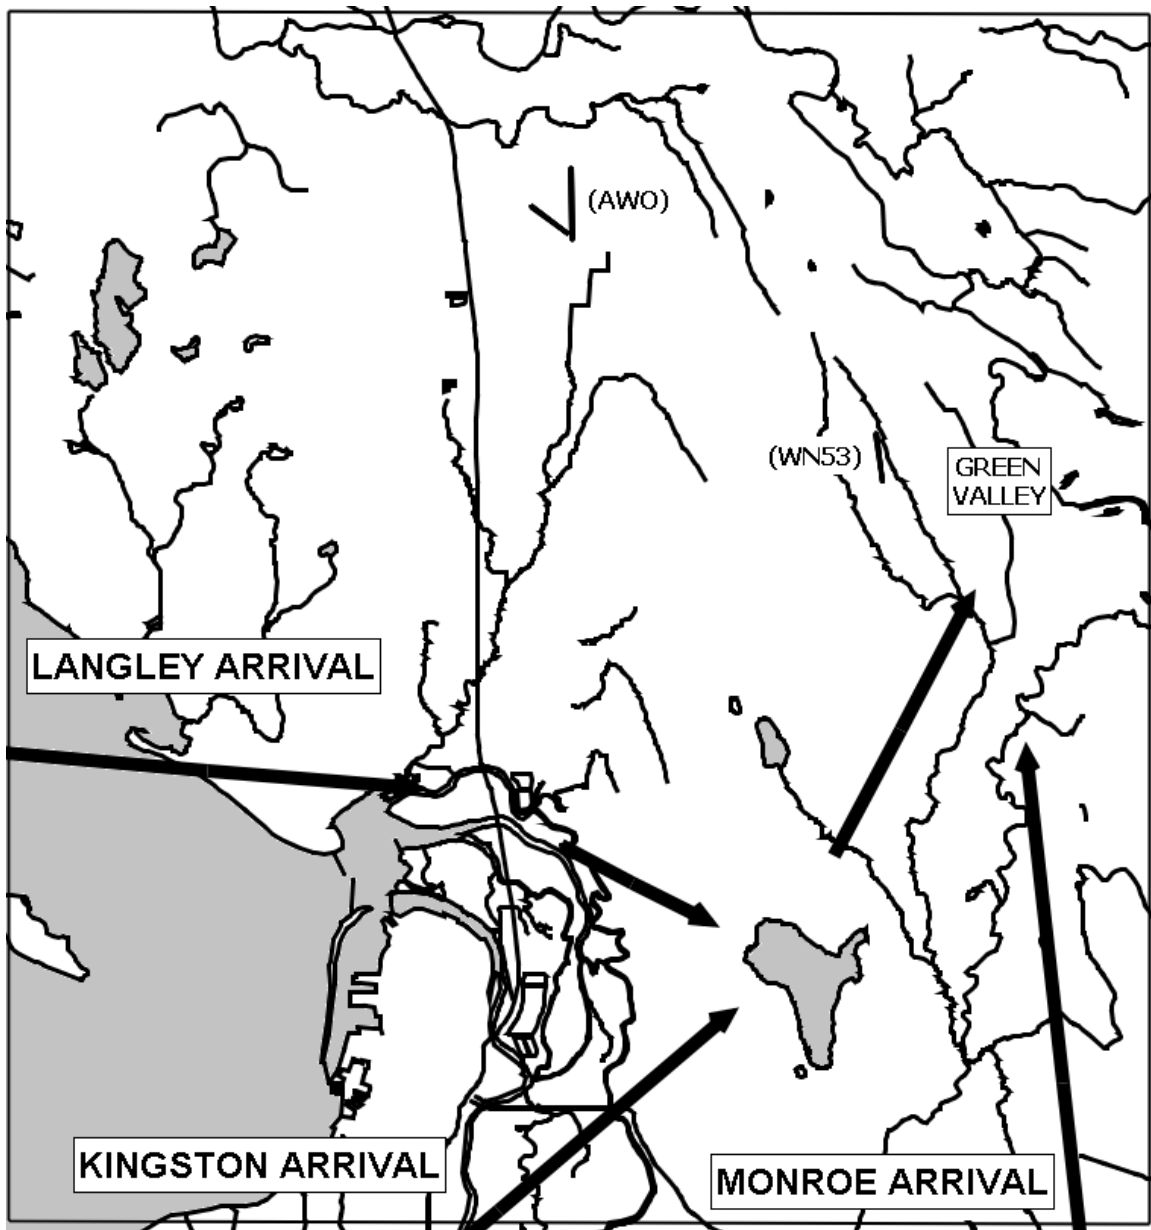 (AWO)
(WN53)
GREEN
VALLEY
LANGLEY ARRIVAL
KINGSTON ARRIVAL
MONROE ARRIVAL